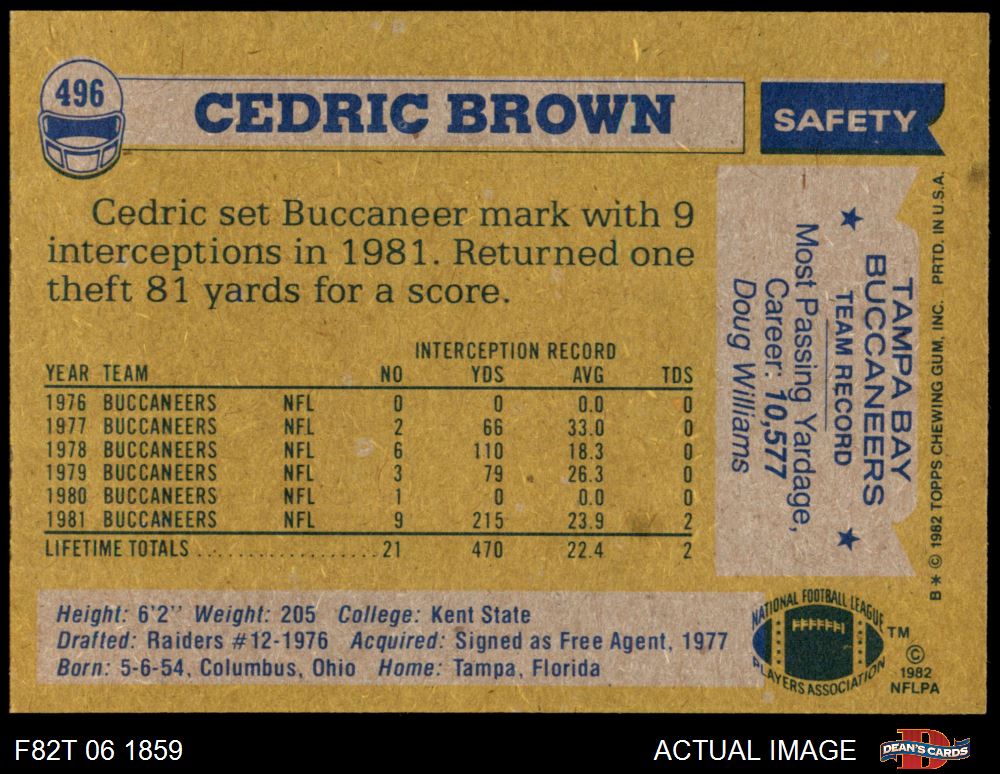 496
CEDRIC BROWN
SAFETY
Cedric set Buccaneer mark with 9
interceptions in 1981. Returned one
theft 81 yards for a score.
INTERCEPTION RECORD
YEAR TEAM NO YDS AVG TDS
1976 BUCCANEERS NFL 0 0 0.0 0
1977 BUCCANEERS NFL 2 66 33.0 0
1978 BUCCANEERS NFL 6 110 18.3 0
1979 BUCCANEERS NFL 3 79 26.3 0
1980 BUCCANEERS NFL 1 0 0.0 0
1981 BUCCANEERS NFL 9 215 23.9 2
LIFETIME TOTALS .................... 21 470 22.4 2
TAMPA BAY
BUCCANEERS
★ TEAM RECORD ★
Most Passing Yardage,
Career: 10,577
Doug Williams
B * © 1982 TOPPS CHEWING GUM, INC. PRTD. IN U.S.A.
Height: 6'2" Weight: 205 College: Kent State
Drafted: Raiders #12-1976 Acquired: Signed as Free Agent, 1977
Born: 5-6-54, Columbus, Ohio Home: Tampa, Florida
NATIONAL FOOTBALL LEAGUE
PLAYERS ASSOCIATION
TM
©
1982
NFLPA
F82T 06 1859
ACTUAL IMAGE
DEAN'S CARDS